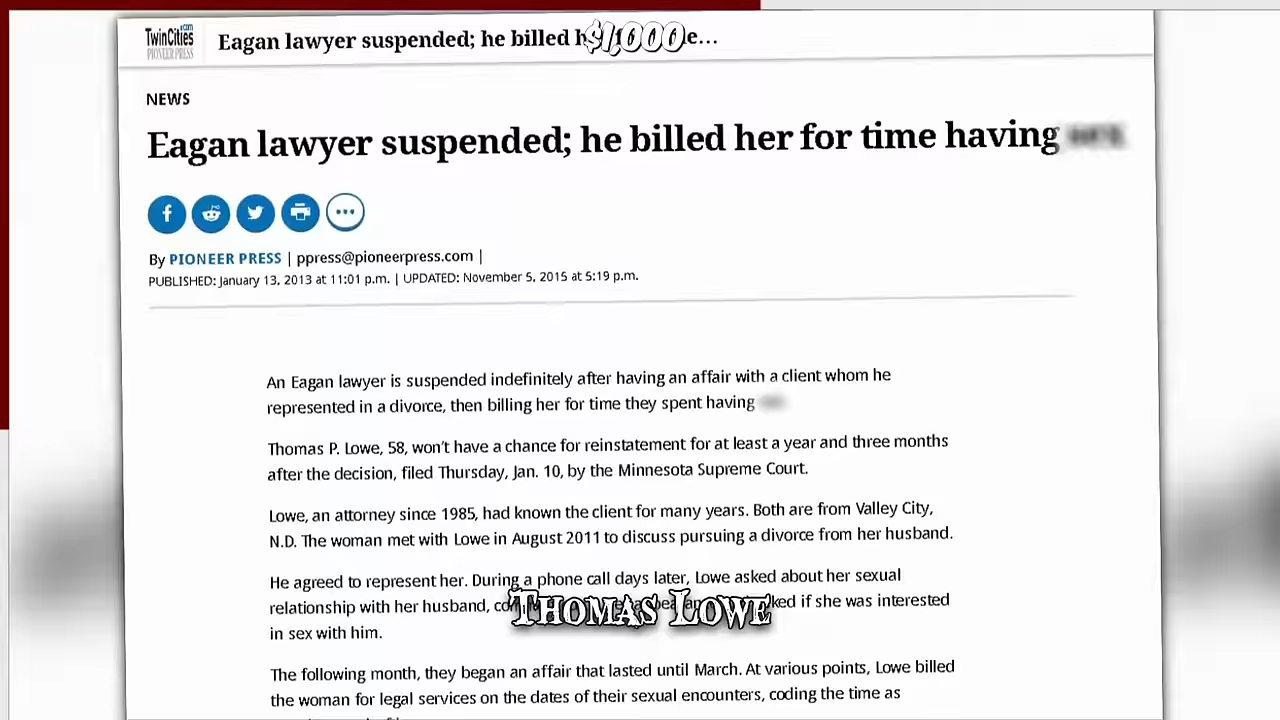 TwinCities.com
PIONEER PRESS
Eagan lawyer suspended; he billed
$1,000
NEWS
Eagan lawyer suspended; he billed her for time having
By PIONEER PRESS | ppress@pioneerpress.com |
PUBLISHED: January 13, 2013 at 11:01 p.m. | UPDATED: November 5, 2015 at 5:19 p.m.
An Eagan lawyer is suspended indefinitely after having an affair with a client whom he
represented in a divorce, then billing her for time they spent having
Thomas P. Lowe, 58, won't have a chance for reinstatement for at least a year and three months
after the decision, filed Thursday, Jan. 10, by the Minnesota Supreme Court.
Lowe, an attorney since 1985, had known the client for many years. Both are from Valley City,
N.D. The woman met with Lowe in August 2011 to discuss pursuing a divorce from her husband.
He agreed to represent her. During a phone call days later, Lowe asked about her sexual
relationship with her husband, if she was interested
THOMAS LOWE
in sex with him.
The following month, they began an affair that lasted until March. At various points, Lowe billed
the woman for legal services on the dates of their sexual encounters, coding the time as